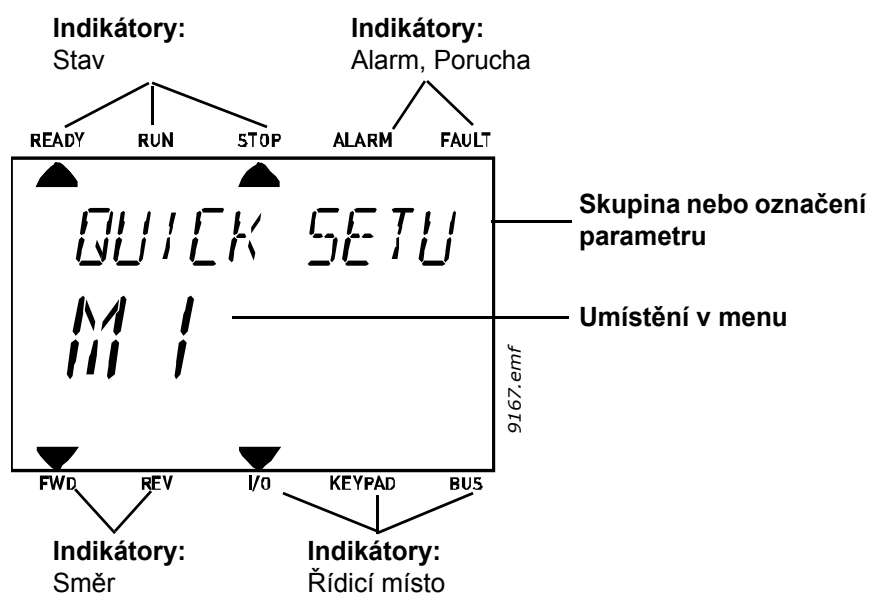 Indikátory:
Stav
Indikátory:
Alarm, Porucha
READY RUN STOP ALARM FAULT
QUICK SETU
Skupina nebo označení
parametru
M1
Umístění v menu
9167.emf
FWD REV I/O KEYPAD BUS
Indikátory:
Směr
Indikátory:
Řídicí místo